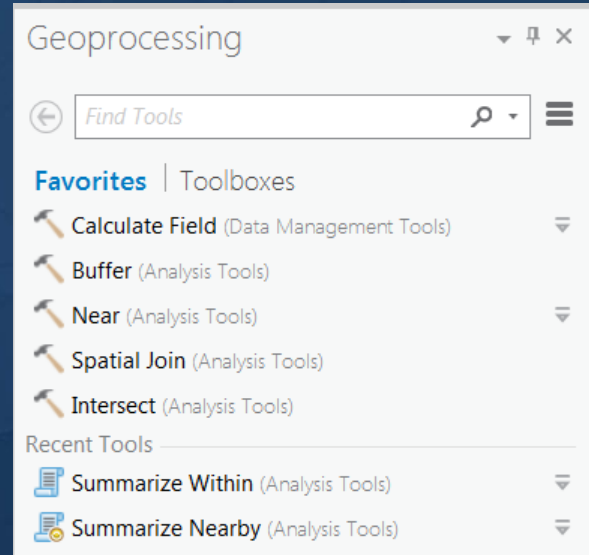 Geoprocessing
Find Tools
Favorites | Toolboxes
Calculate Field (Data Management Tools)
Buffer (Analysis Tools)
Near (Analysis Tools)
Spatial Join (Analysis Tools)
Intersect (Analysis Tools)
Recent Tools
Summarize Within (Analysis Tools)
Summarize Nearby (Analysis Tools)